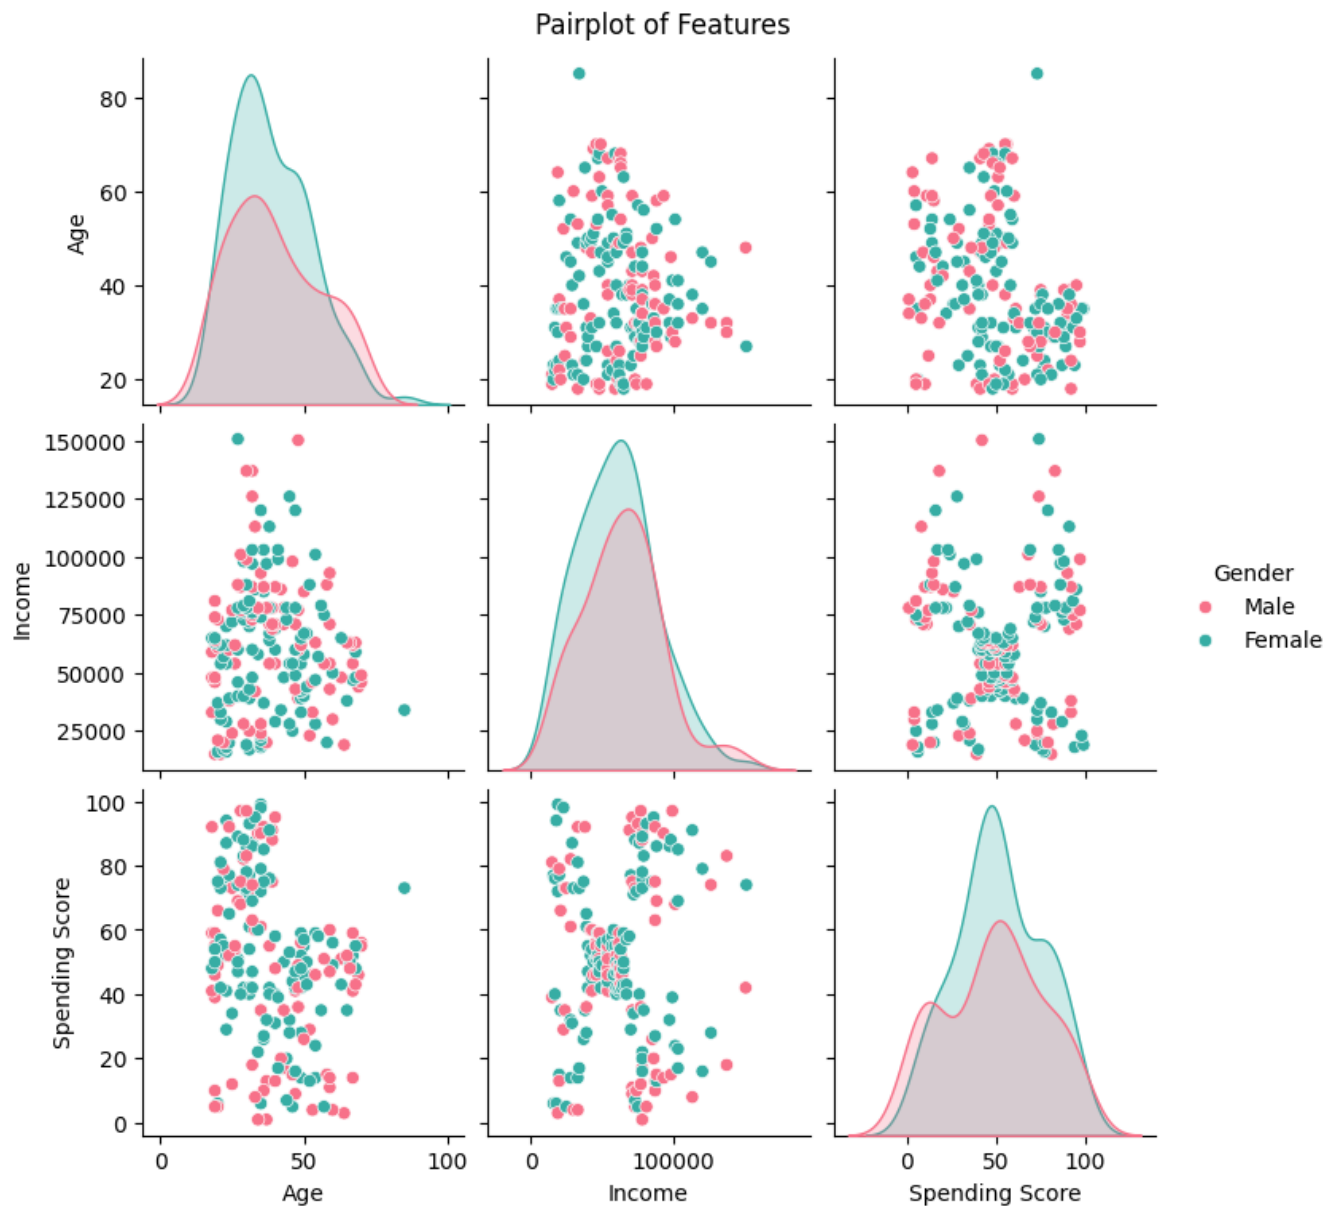 Pairplot of Features
80
60
40
20
Age
150000
125000
100000
75000
50000
25000
Income
100
80
60
40
20
0
Spending Score
0 50 100
Age
0 100000
Income
0 50 100
Spending Score
Gender
Male
Female